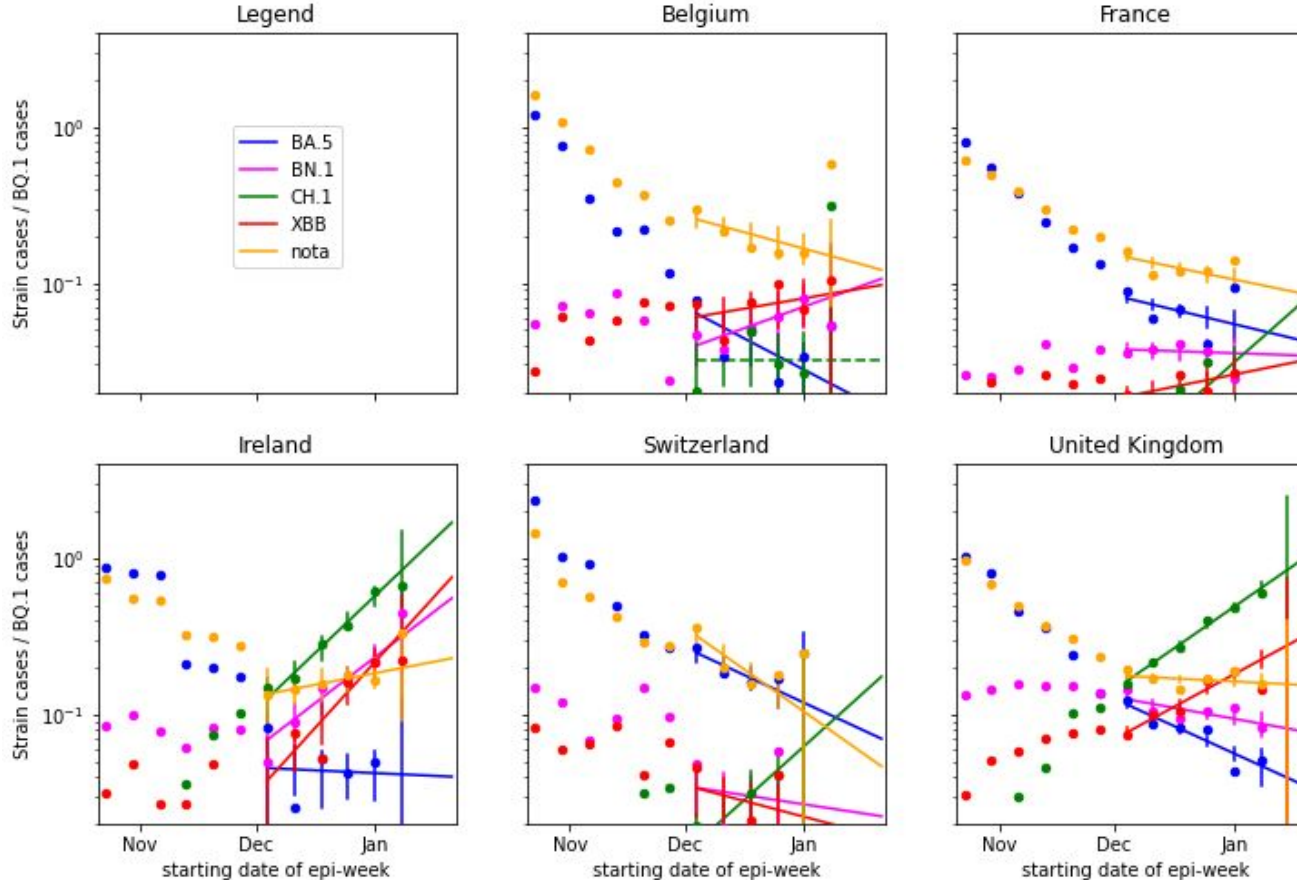 Legend
Belgium
France
Strain cases / BQ.1 cases
10⁰
10⁻¹
BA.5
BN.1
CH.1
XBB
nota
Ireland
Switzerland
United Kingdom
Strain cases / BQ.1 cases
10⁰
10⁻¹
Nov Dec Jan
Nov Dec Jan
Nov Dec Jan
starting date of epi-week
starting date of epi-week
starting date of epi-week